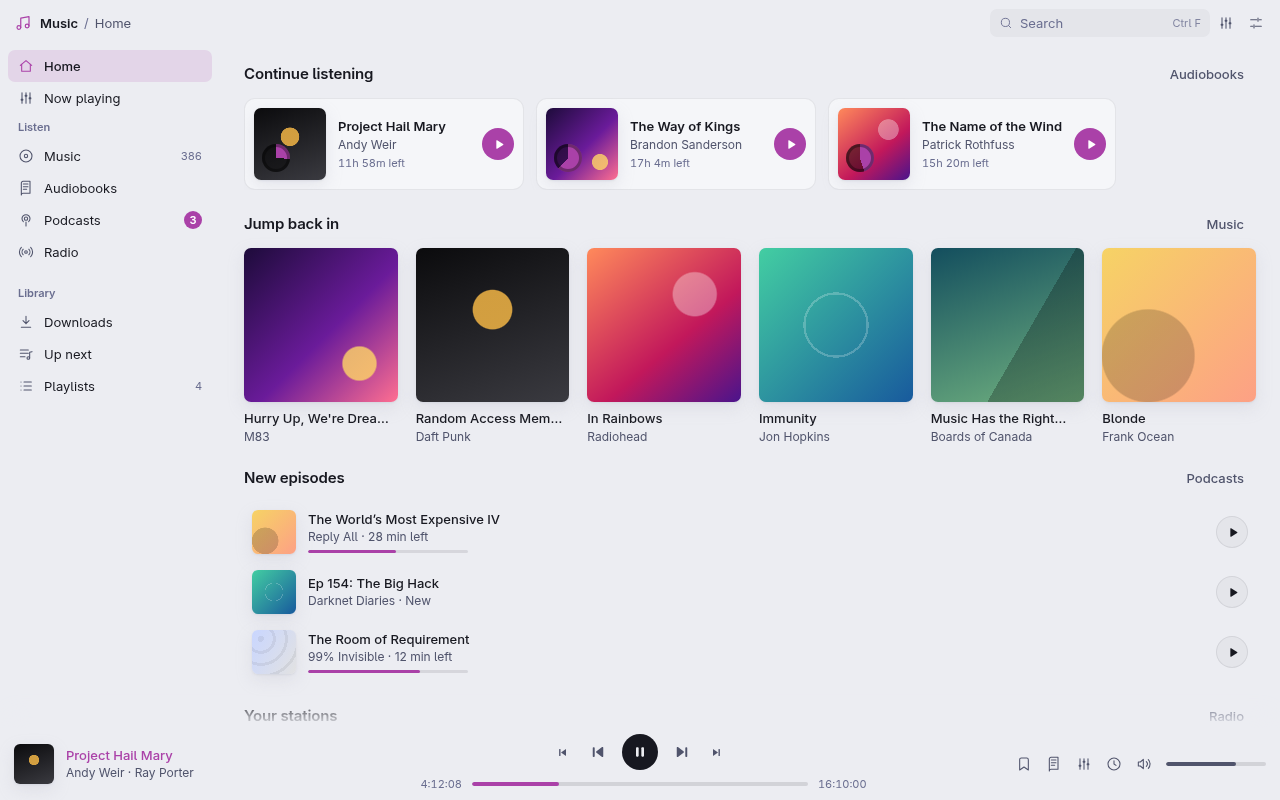 Music / Home
Search
Ctrl F
Home
Now playing
Listen
Music 386
Audiobooks
Podcasts 3
Radio
Library
Downloads
Up next
Playlists 4
Continue listening
Audiobooks
Project Hail Mary
Andy Weir
11h 58m left
The Way of Kings
Brandon Sanderson
17h 4m left
The Name of the Wind
Patrick Rothfuss
15h 20m left
Jump back in
Music
Hurry Up, We're Drea...
M83
Random Access Mem...
Daft Punk
In Rainbows
Radiohead
Immunity
Jon Hopkins
Music Has the Right...
Boards of Canada
Blonde
Frank Ocean
New episodes
Podcasts
The World’s Most Expensive IV
Reply All · 28 min left
Ep 154: The Big Hack
Darknet Diaries · New
The Room of Requirement
99% Invisible · 12 min left
Your stations
Radio
Project Hail Mary
Andy Weir · Ray Porter
4:12:08
16:10:00